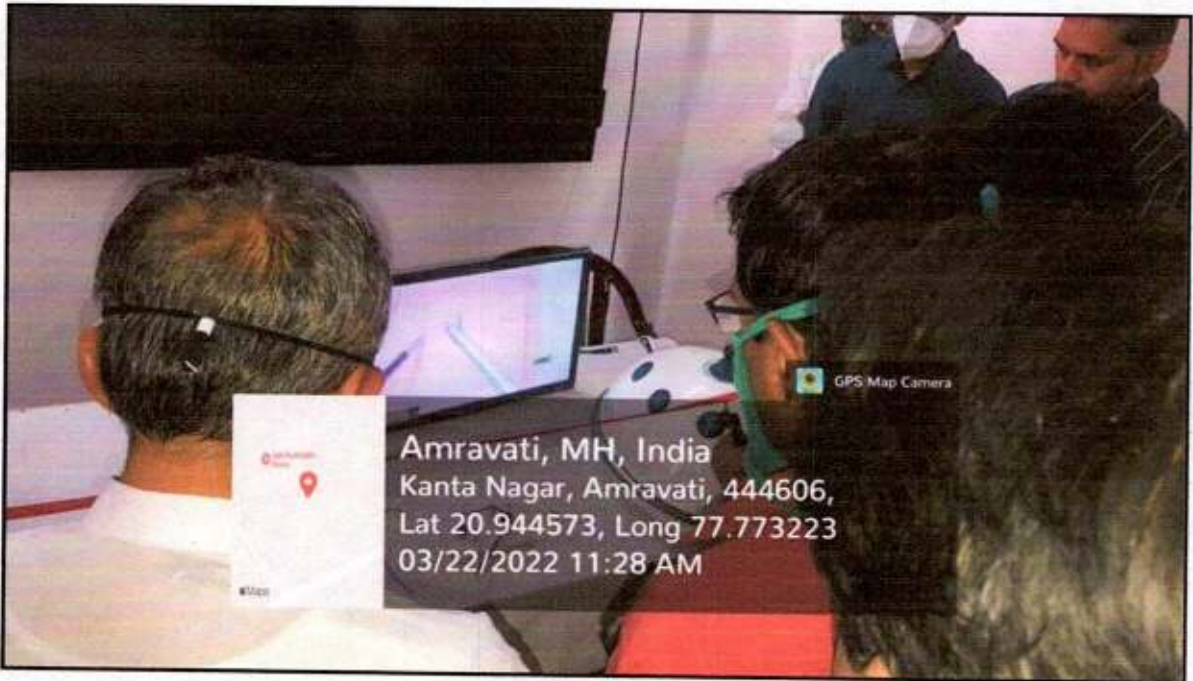 GPS Map Camera
Amravati, MH, India
Kanta Nagar, Amravati, 444606,
Lat 20.944573, Long 77.773223
03/22/2022 11:28 AM
Maps